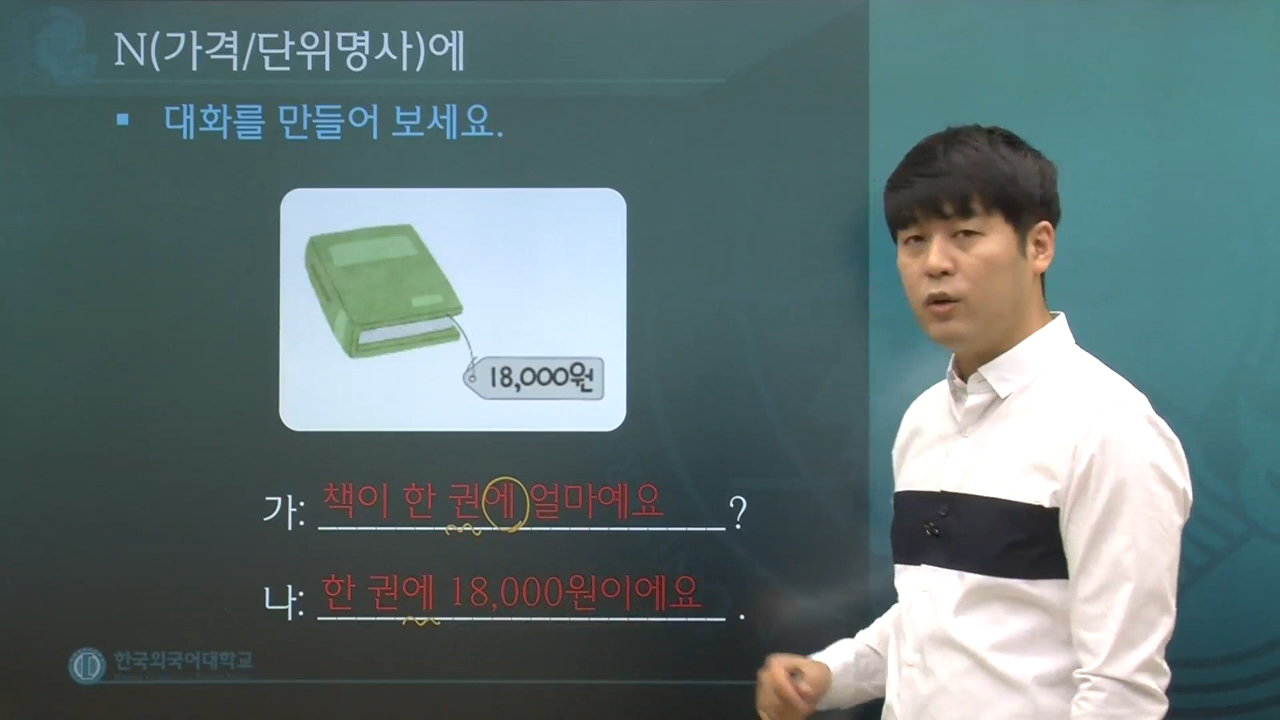 N(가격/단위명사)에
▪ 대화를 만들어 보세요.
18,000원
가: 책이 한 권에 얼마예요?
나: 한 권에 18,000원이에요.
한국외국어대학교